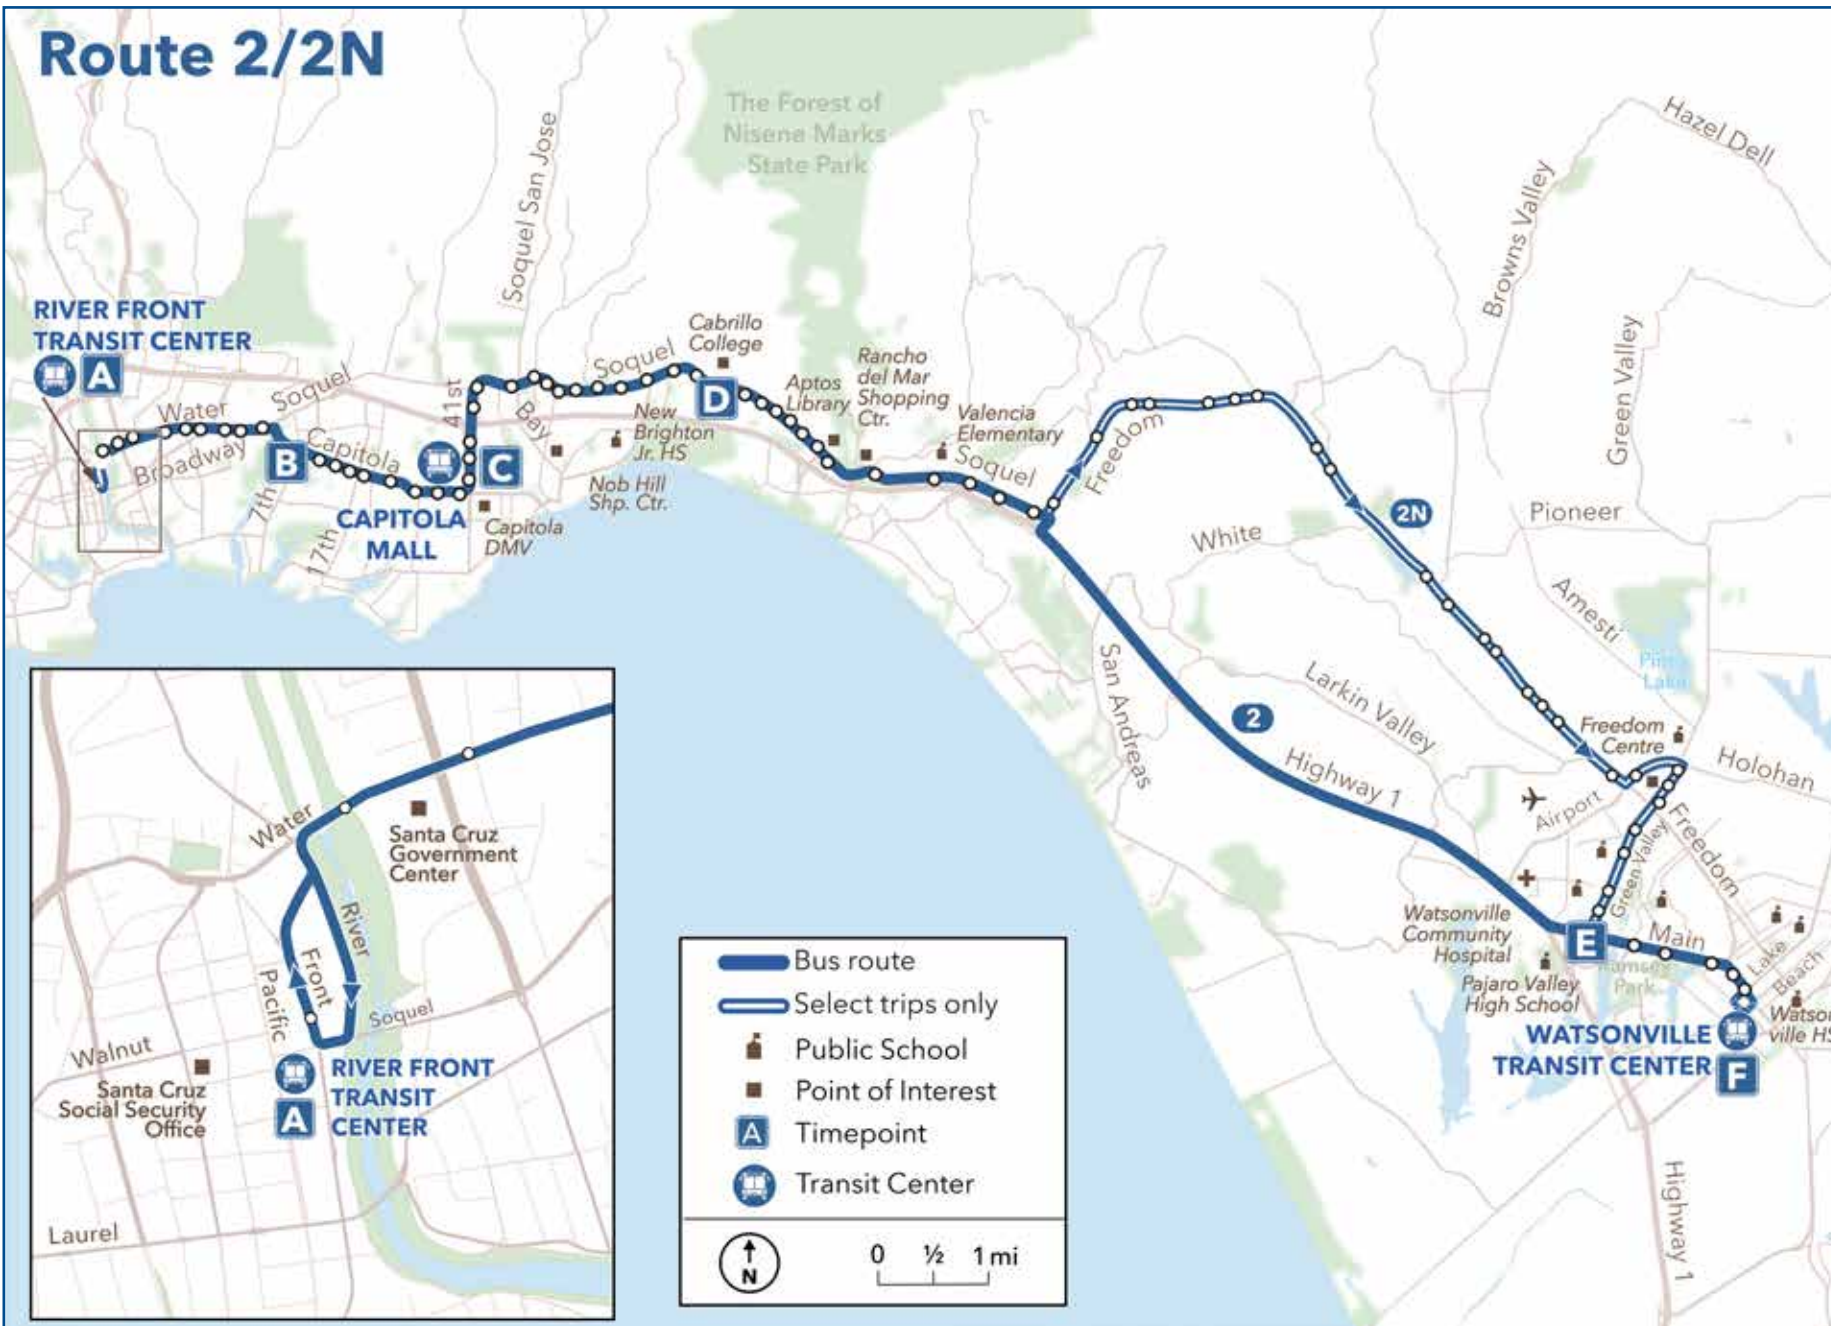 Route 2/2N
The Forest of
Nisene Marks
State Park
Hazel Dell
Browns Valley
Green Valley
Soquel San Jose
RIVER FRONT
TRANSIT CENTER
A
Water
Soquel
Broadway
B
7th
Capitola
17th
41st
C
CAPITOLA
MALL
Capitola
DMV
Bay
Soquel
Cabrillo
College
D
New
Brighton
Jr. HS
Nob Hill
Shp. Ctr.
Aptos
Library
Rancho
del Mar
Shopping
Ctr.
Valencia
Elementary
Soquel
Freedom
2N
White
Pioneer
Amesti
Lake
San Andreas
Larkin Valley
2
Highway 1
Freedom
Centre
Holohan
Airport
Green Valley
Freedom
Watsonville
Community
Hospital
Pajaro Valley
High School
E
Main
Ramsey
Park
Lake
Beach
Watson-
ville HS
WATSONVILLE
TRANSIT CENTER
F
Highway 1
Water
Santa Cruz
Government
Center
River
Front
Pacific
Soquel
Walnut
Santa Cruz
Social Security
Office
A
RIVER FRONT
TRANSIT
CENTER
Laurel
Bus route
Select trips only
Public School
Point of Interest
A Timepoint
Transit Center
N
0 ½ 1 mi